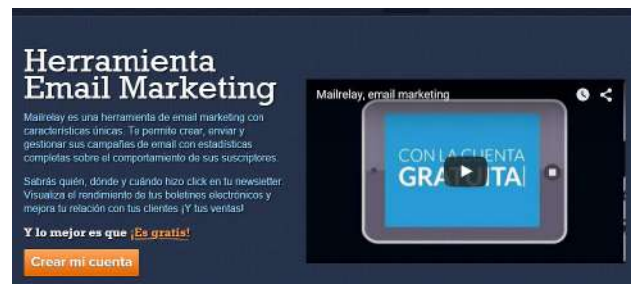 Herramienta
Email Marketing
Mailrelay es una herramienta de email marketing con
características únicas. Te permite crear, enviar y
gestionar sus campañas de email con estadísticas
completas sobre el comportamiento de sus suscriptores.
Sabrás quién, dónde y cuándo hizo click en tu newsletter.
Visualiza el rendimiento de tus boletines electrónicos y
mejora tu relación con tus clientes ¡Y tus ventas!
Y lo mejor es que ¡Es gratis!
Crear mi cuenta
Mailrelay, email marketing
CON LA CUENTA
GRATUITA